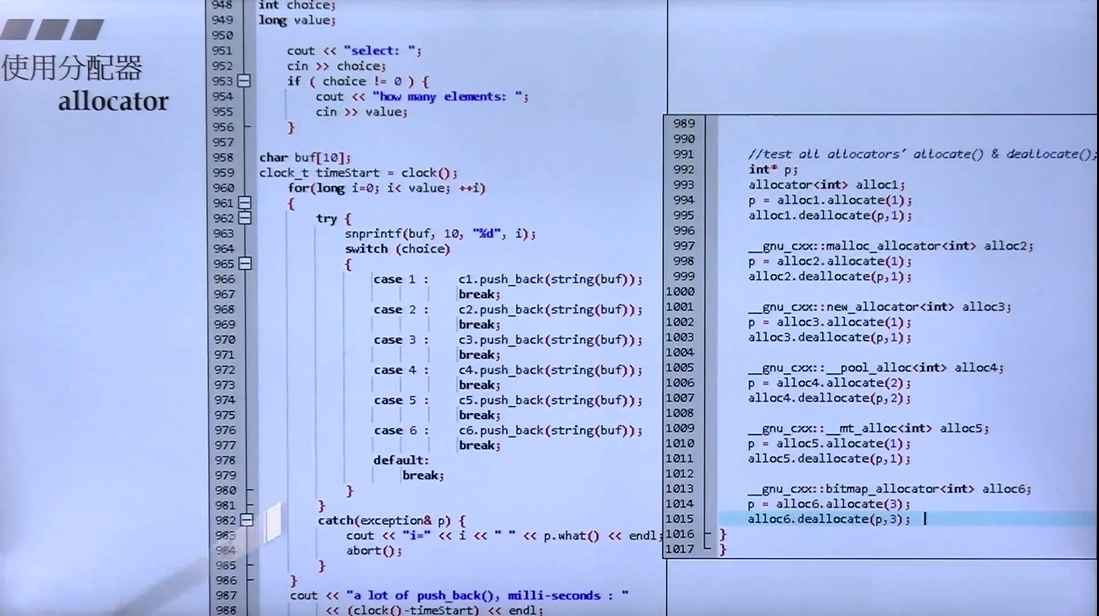 使用分配器
allocator
948 int choice;
949 long value;
950
951 cout << "select: ";
952 cin >> choice;
953 if ( choice != 0 ) {
954 cout << "how many elements: ";
955 cin >> value;
956 }
957
958 char buf[10];
959 clock_t timeStart = clock();
960 for(long i=0; i< value; ++i)
961 {
962 try {
963 snprintf(buf, 10, "%d", i);
964 switch (choice)
965 {
966 case 1 : c1.push_back(string(buf));
967 break;
968 case 2 : c2.push_back(string(buf));
969 break;
970 case 3 : c3.push_back(string(buf));
971 break;
972 case 4 : c4.push_back(string(buf));
973 break;
974 case 5 : c5.push_back(string(buf));
975 break;
976 case 6 : c6.push_back(string(buf));
977 break;
978 default:
979 break;
980 }
981 }
982 catch(exception& p) {
983 cout << "i=" << i << " " << p.what() << endl;
984 abort();
985 }
986 }
987 cout << "a lot of push_back(), milli-seconds : "
988 << (clock()-timeStart) << endl;
989
990
991 //test all allocators' allocate() & deallocate();
992 int* p;
993 allocator<int> alloc1;
994 p = alloc1.allocate(1);
995 alloc1.deallocate(p,1);
996
997 __gnu_cxx::malloc_allocator<int> alloc2;
998 p = alloc2.allocate(1);
999 alloc2.deallocate(p,1);
1000
1001 __gnu_cxx::new_allocator<int> alloc3;
1002 p = alloc3.allocate(1);
1003 alloc3.deallocate(p,1);
1004
1005 __gnu_cxx::__pool_alloc<int> alloc4;
1006 p = alloc4.allocate(2);
1007 alloc4.deallocate(p,2);
1008
1009 __gnu_cxx::__mt_alloc<int> alloc5;
1010 p = alloc5.allocate(1);
1011 alloc5.deallocate(p,1);
1012
1013 __gnu_cxx::bitmap_allocator<int> alloc6;
1014 p = alloc6.allocate(3);
1015 alloc6.deallocate(p,3);
1016 }
1017 }